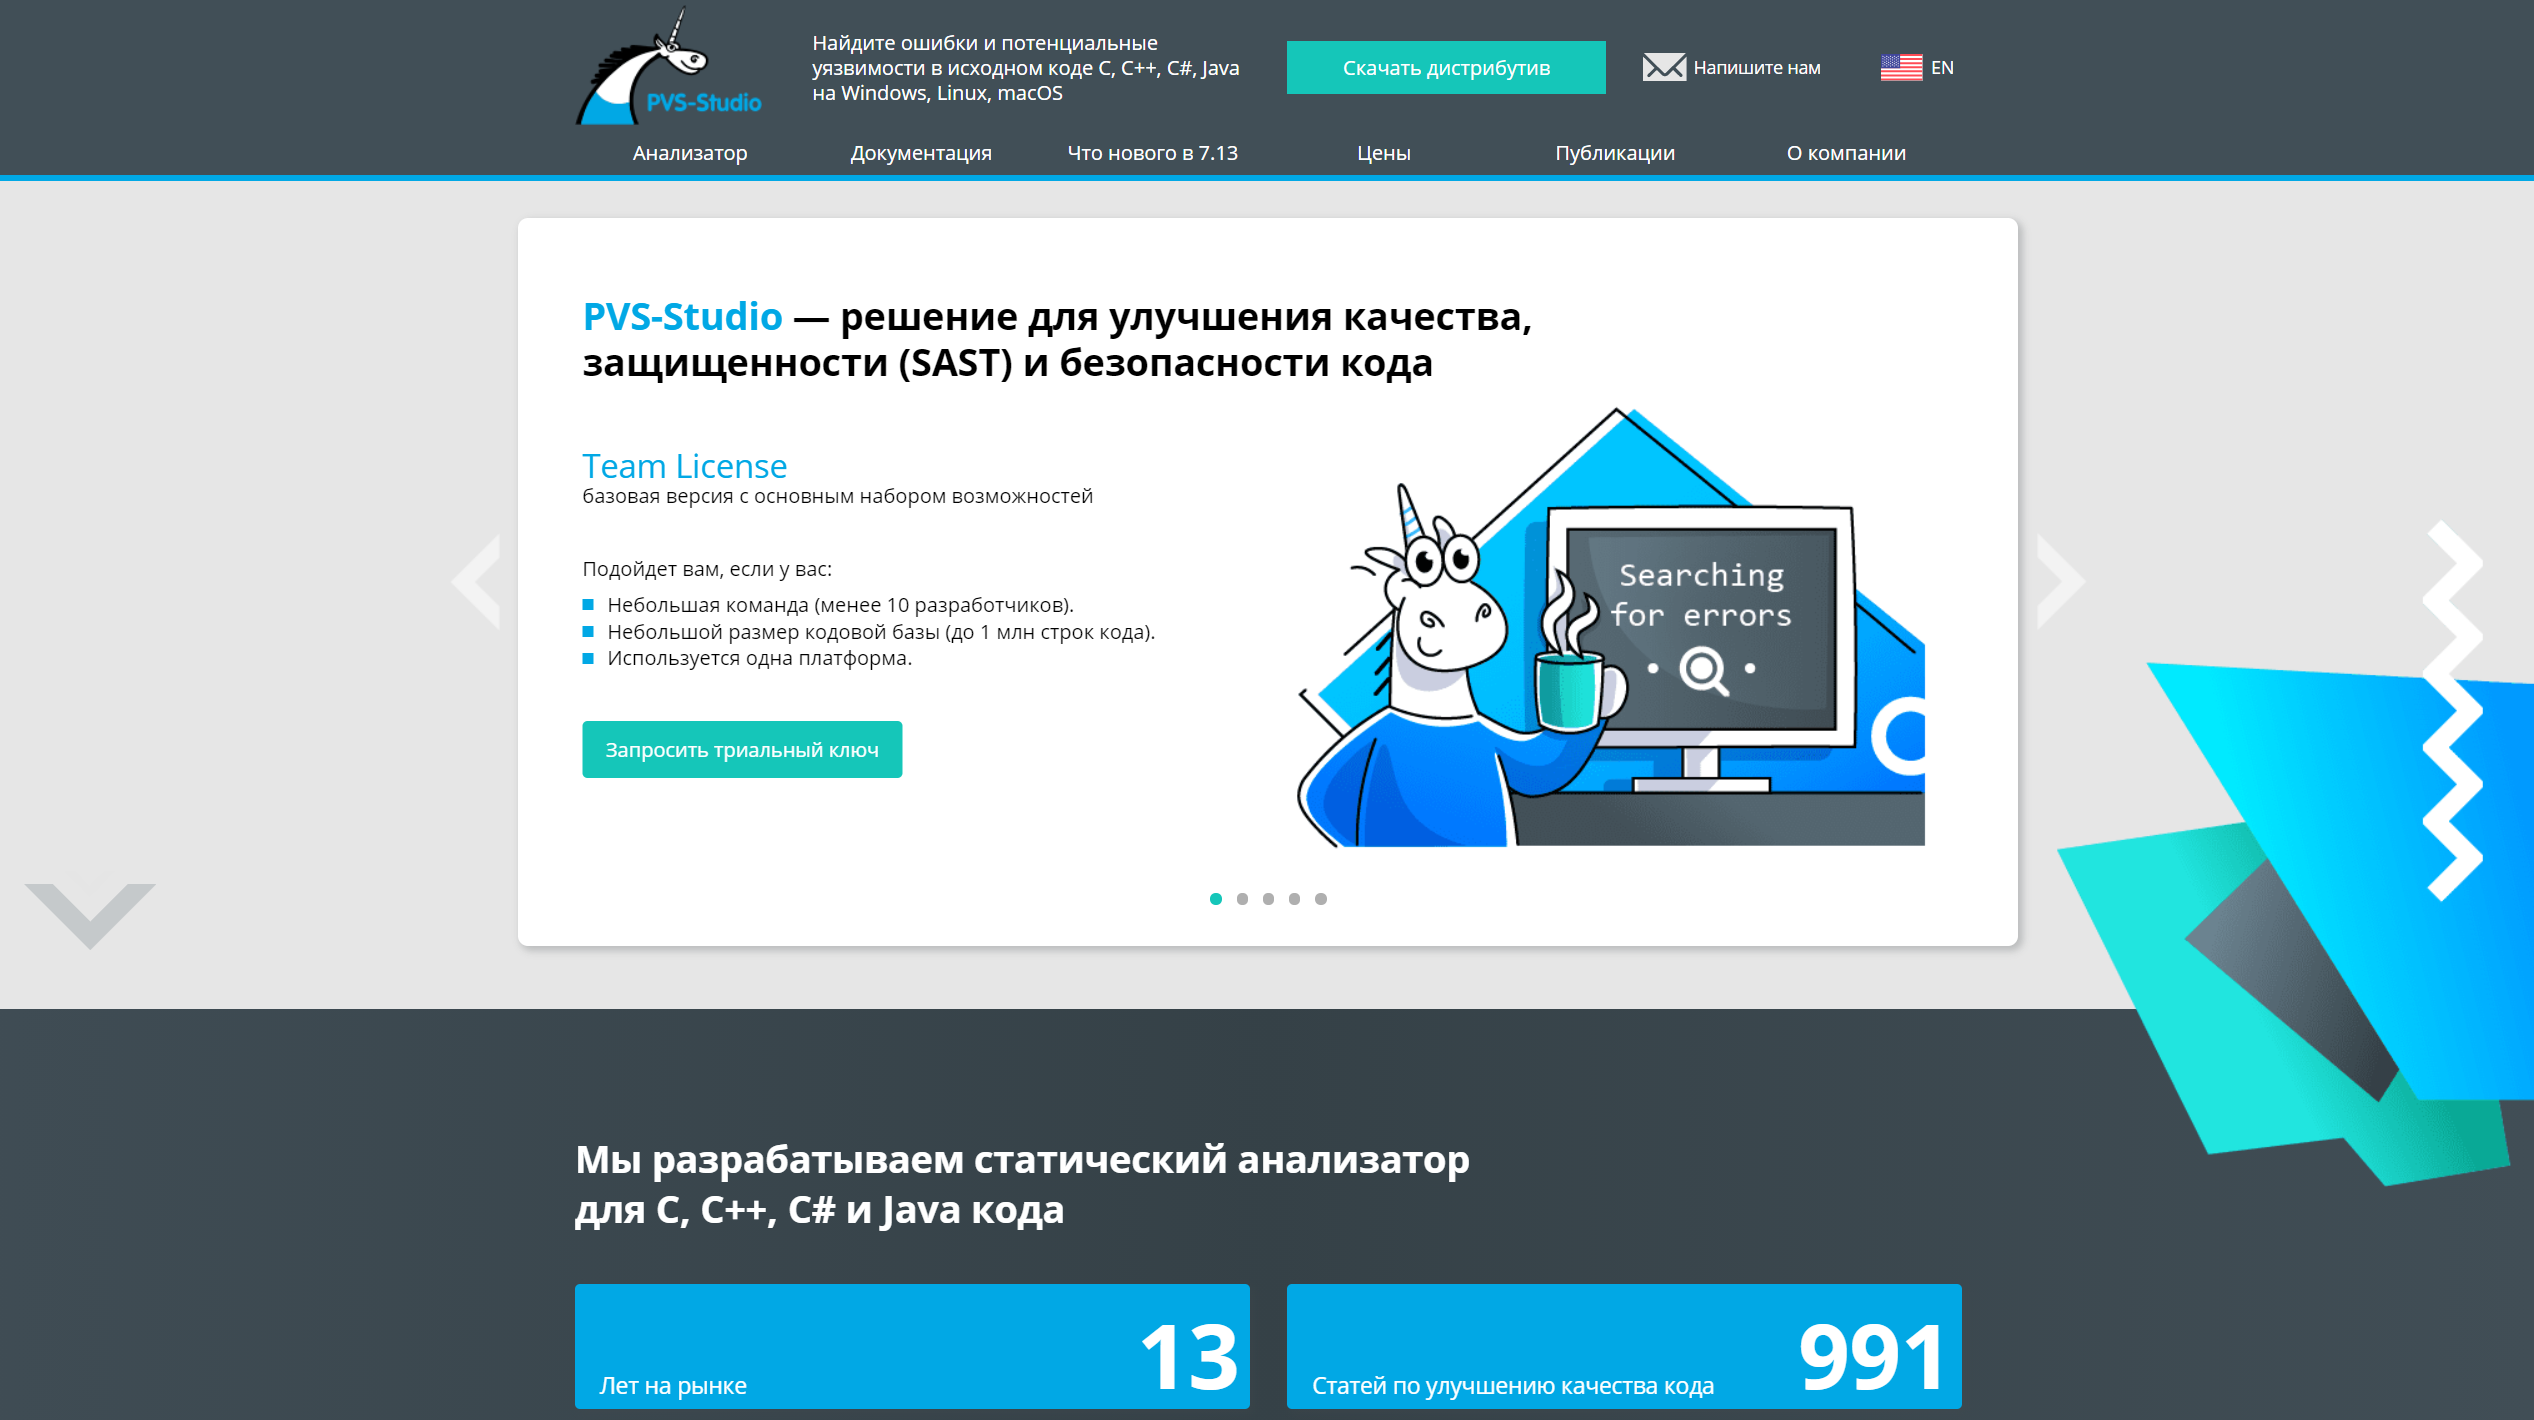 PVS-Studio
Найдите ошибки и потенциальные
уязвимости в исходном коде C, C++, C#, Java
на Windows, Linux, macOS
Скачать дистрибутив
Напишите нам
EN
Анализатор
Документация
Что нового в 7.13
Цены
Публикации
О компании
PVS-Studio — решение для улучшения качества,
защищенности (SAST) и безопасности кода
Team License
базовая версия с основным набором возможностей
Подойдет вам, если у вас:
Небольшая команда (менее 10 разработчиков).
Небольшой размер кодовой базы (до 1 млн строк кода).
Используется одна платформа.
Запросить триальный ключ
Searching
for errors
Мы разрабатываем статический анализатор
для C, C++, C# и Java кода
Лет на рынке
13
Статей по улучшению качества кода
991